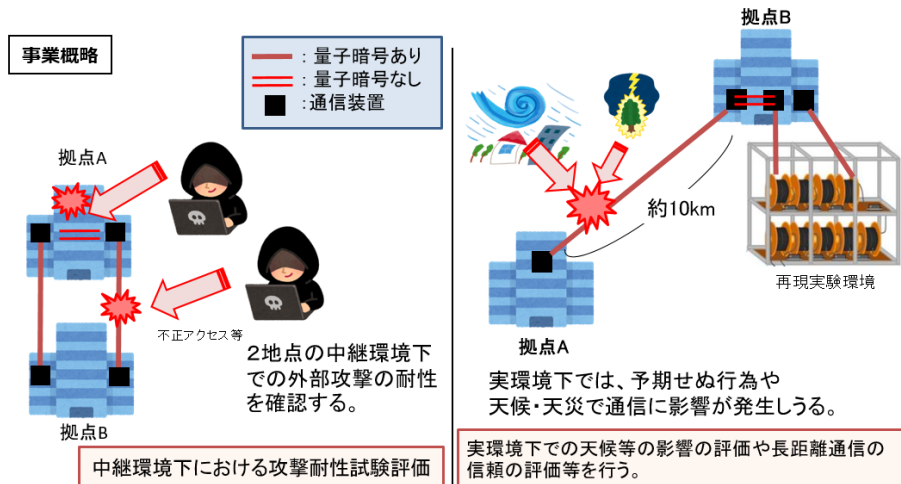 事業概略
：量子暗号あり
：量子暗号なし
：通信装置
拠点A
不正アクセス等
拠点B
2地点の中継環境下
での外部攻撃の耐性
を確認する。
中継環境下における攻撃耐性試験評価
拠点B
約10km
再現実験環境
拠点A
実環境下では、予期せぬ行為や
天候・天災で通信に影響が発生しうる。
実環境下での天候等の影響の評価や長距離通信の
信頼の評価等を行う。